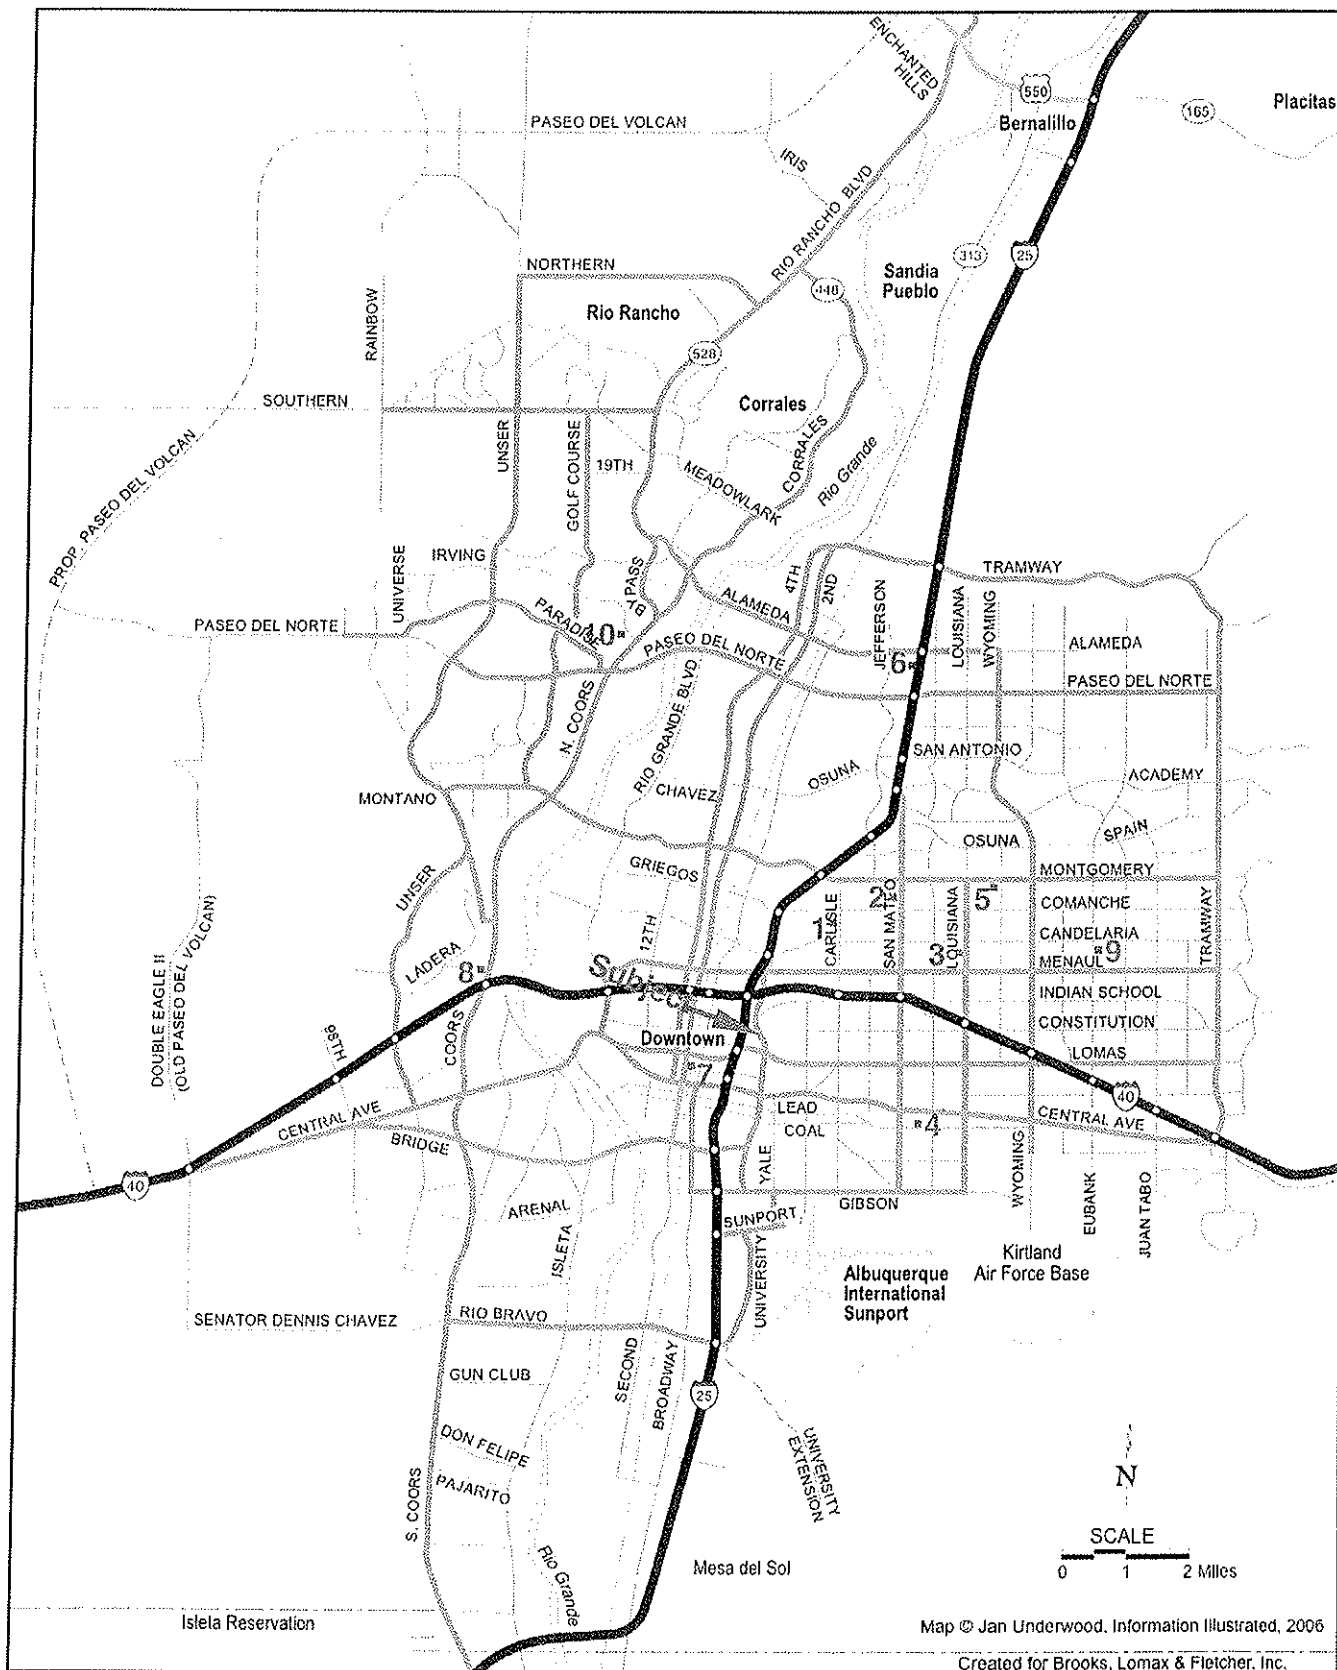 ENCHANTED
HILLS
550
Bernalillo
165
Placitas
PASEO DEL VOLCAN
IRIS
RIO RANCHO BLVD
313
25
Sandia
Pueblo
NORTHERN
448
Rio Rancho
RAINBOW
528
SOUTHERN
Corrales
UNSER
GOLF COURSE
19TH
MEADOWLARK
CORRALES
Rio Grande
PROP. PASEO DEL VOLCAN
UNIVERSE
IRVING
BY PASS
4TH
2ND
TRAMWAY
ALAMEDA
JEFFERSON
LOUISIANA
WYOMING
PASEO DEL NORTE
PARADISE
10
PASEO DEL NORTE
ALAMEDA
6
PASEO DEL NORTE
N. COORS
RIO GRANDE BLVD
SAN ANTONIO
CHAVEZ
OSUNA
ACADEMY
MONTANO
SPAIN
OSUNA
GRIEGOS
MONTGOMERY
UNSER
2
5
COMANCHE
1
CARLISLE
SAN MATEO
LOUISIANA
CANDELARIA
12TH
3
9
MENAUL
TRAMWAY
LADERA
8
Subject
INDIAN SCHOOL
DOUBLE EAGLE II
(OLD PASEO DEL VOLCAN)
98TH
COORS
Downtown
CONSTITUTION
LOMAS
7
40
CENTRAL AVE
LEAD
COAL
4
CENTRAL AVE
BRIDGE
YALE
WYOMING
40
ARENAL
GIBSON
EUBANK
JUAN TABO
ISLETA
SUNPORT
UNIVERSITY
Kirtland
Air Force Base
Albuquerque
International
Sunport
SENATOR DENNIS CHAVEZ
RIO BRAVO
GUN CLUB
SECOND
BROADWAY
25
DON FELIPE
UNIVERSITY
EXTENSION
PAJARITO
S. COORS
N
SCALE
0 1 2 Miles
Rio Grande
Mesa del Sol
Isleta Reservation
Map © Jan Underwood, Information Illustrated, 2006
Created for Brooks, Lomax & Fletcher, Inc.